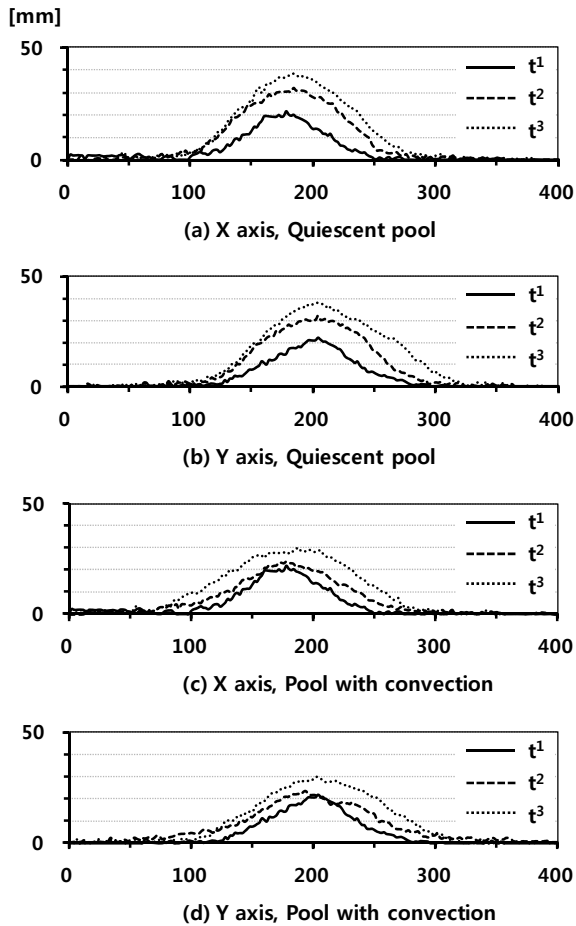 [mm]
50
t1
t2
t3
0
0 100 200 300 400
(a) X axis, Quiescent pool
50
t1
t2
t3
0
0 100 200 300 400
(b) Y axis, Quiescent pool
50
t1
t2
t3
0
0 100 200 300 400
(c) X axis, Pool with convection
50
t1
t2
t3
0
0 100 200 300 400
(d) Y axis, Pool with convection